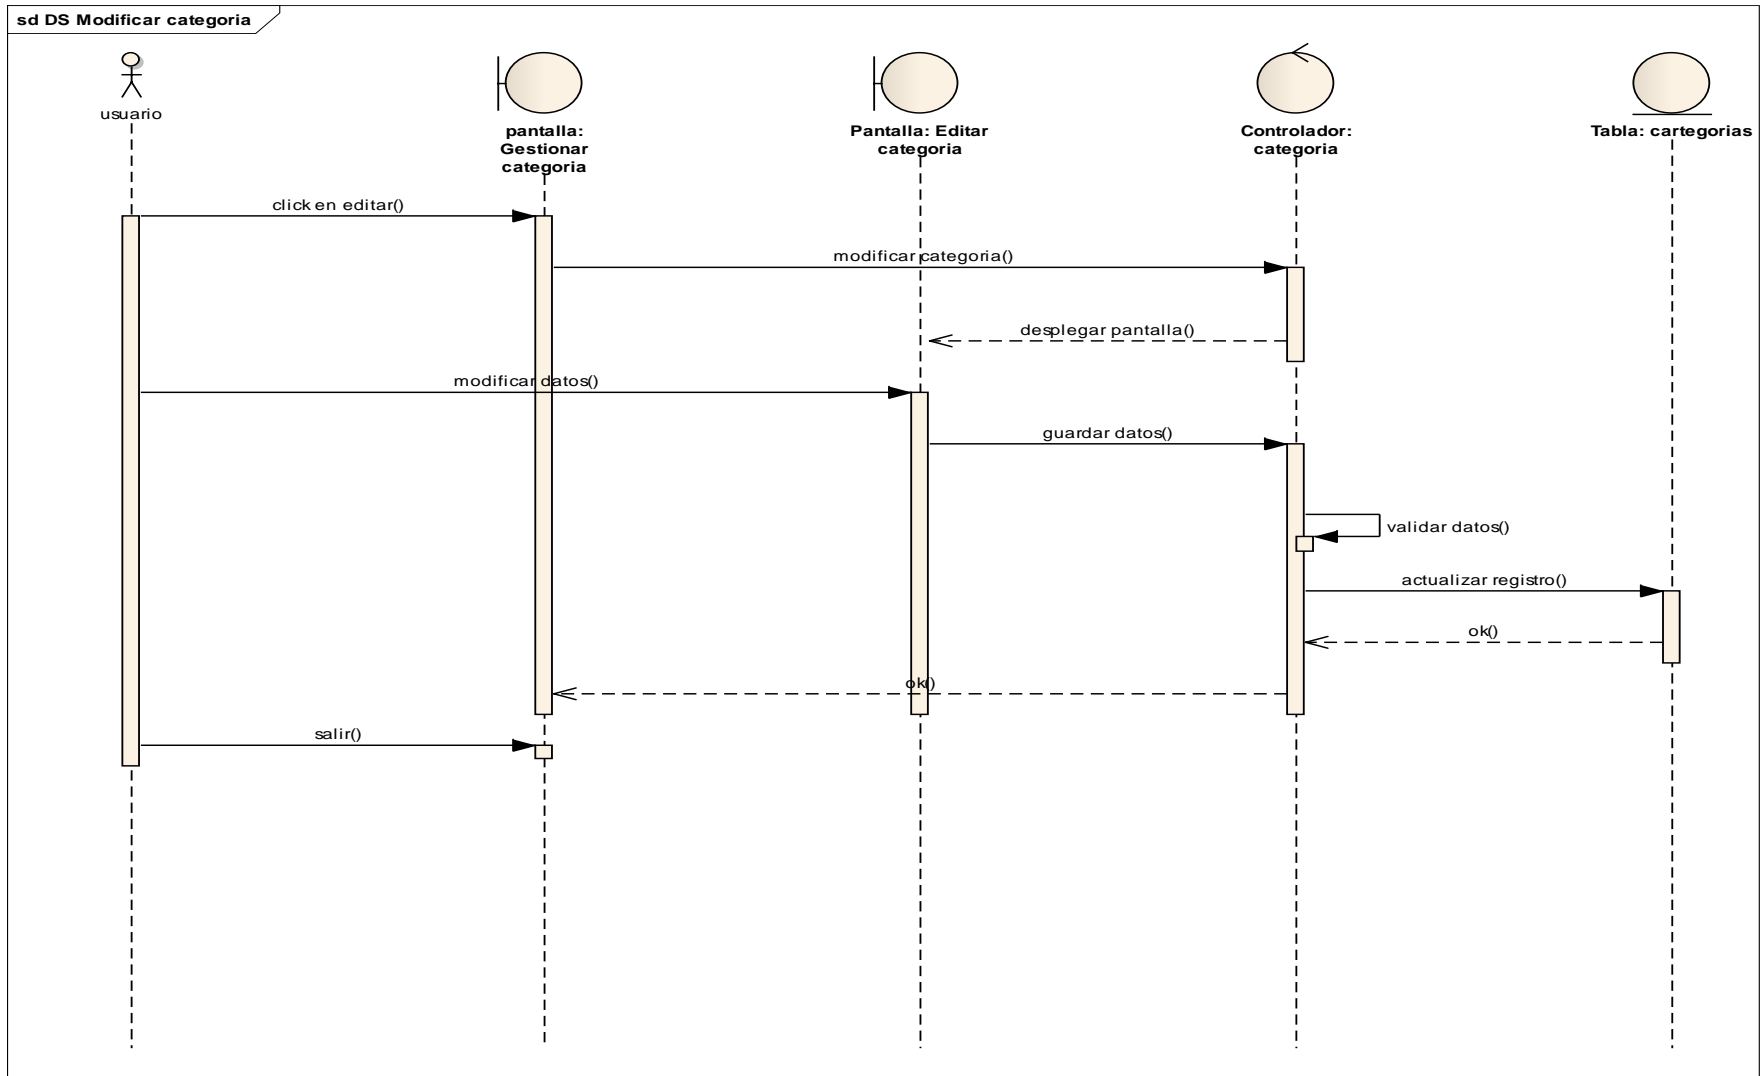 sd DS Modificar categoria
usuario
pantalla:
Gestionar
categoria
Pantalla: Editar
categoria
Controlador:
categoria
Tabla: cartegorias
click en editar()
modificar categoria()
desplegar pantalla()
modificar datos()
guardar datos()
validar datos()
actualizar registro()
ok()
ok()
salir()